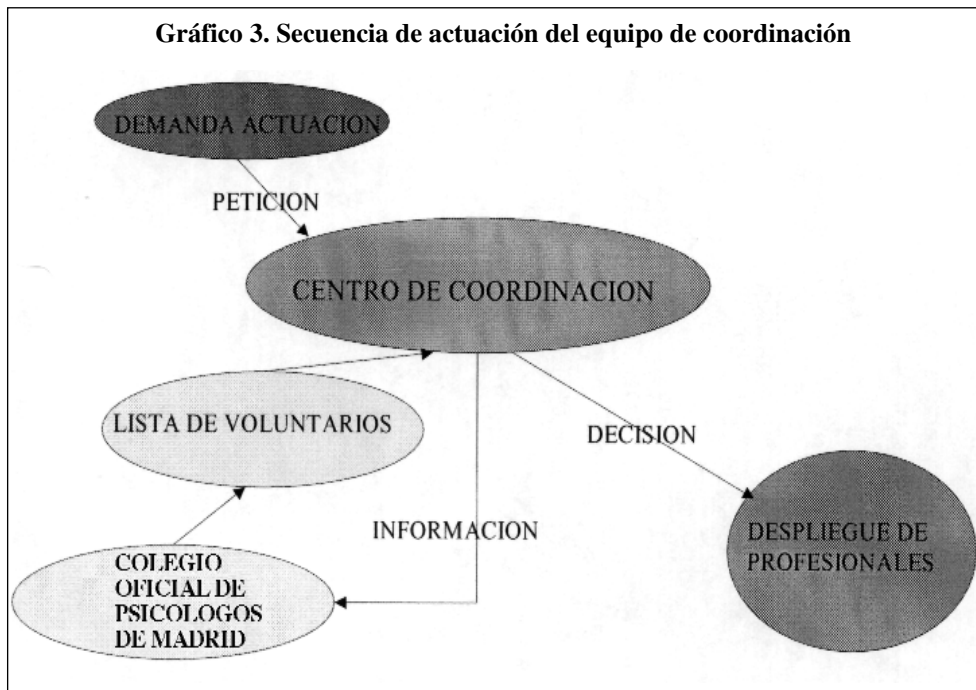 Gráfico 3. Secuencia de actuación del equipo de coordinación
DEMANDA ACTUACION
PETICION
CENTRO DE COORDINACION
LISTA DE VOLUNTARIOS
DECISION
INFORMACION
DESPLIEGUE DE
PROFESIONALES
COLEGIO
OFICIAL DE
PSICOLOGOS
DE MADRID